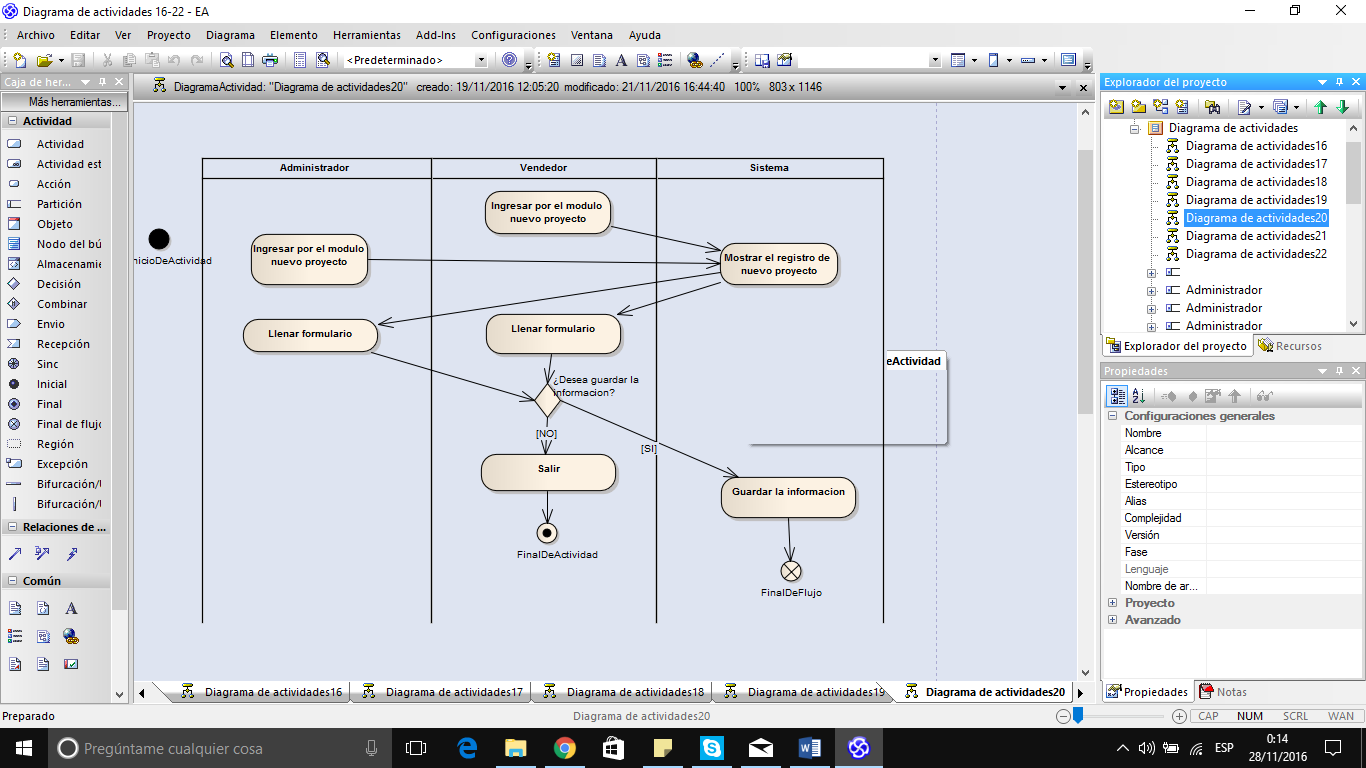 Diagrama de actividades 16-22 - EA
Archivo Editar Ver Proyecto Diagrama Elemento Herramientas Add-Ins Configuraciones Ventana Ayuda
<Predeterminado>
Caja de her...
Más herramientas...
Actividad
Actividad
Actividad est
Acción
Partición
Objeto
Nodo del bú
Almacenamie
Decisión
Combinar
Envio
Recepción
Sinc
Inicial
Final
Final de flujo
Región
Excepción
Bifurcación/U
Bifurcación/U
Relaciones de ...
Común
DiagramaActividad: "Diagrama de actividades20" creado: 19/11/2016 12:05:20 modificado: 21/11/2016 16:44:40 100% 803 x 1146
Administrador Vendedor Sistema
Ingresar por el modulo
nuevo proyecto
nicioDeActividad
Ingresar por el modulo
nuevo proyecto
Mostrar el registro de
nuevo proyecto
Llenar formulario
Llenar formulario
eActividad
¿Desea guardar la
informacion?
[NO]
[SI]
Salir
Guardar la informacion
FinalDeActividad
FinalDeFlujo
Diagrama de actividades16 Diagrama de actividades17 Diagrama de actividades18 Diagrama de actividades19 Diagrama de actividades20
Explorador del proyecto
Diagrama de actividades
Diagrama de actividades16
Diagrama de actividades17
Diagrama de actividades18
Diagrama de actividades19
Diagrama de actividades20
Diagrama de actividades21
Diagrama de actividades22
Administrador
Administrador
Administrador
Explorador del proyecto Recursos
Propiedades
Configuraciones generales
Nombre
Alcance
Tipo
Estereotipo
Alias
Complejidad
Versión
Fase
Lenguaje
Nombre de ar...
Proyecto
Avanzado
Propiedades Notas
Preparado Diagrama de actividades20 CAP NUM SCRL WAN
Pregúntame cualquier cosa
ESP
0:14
28/11/2016